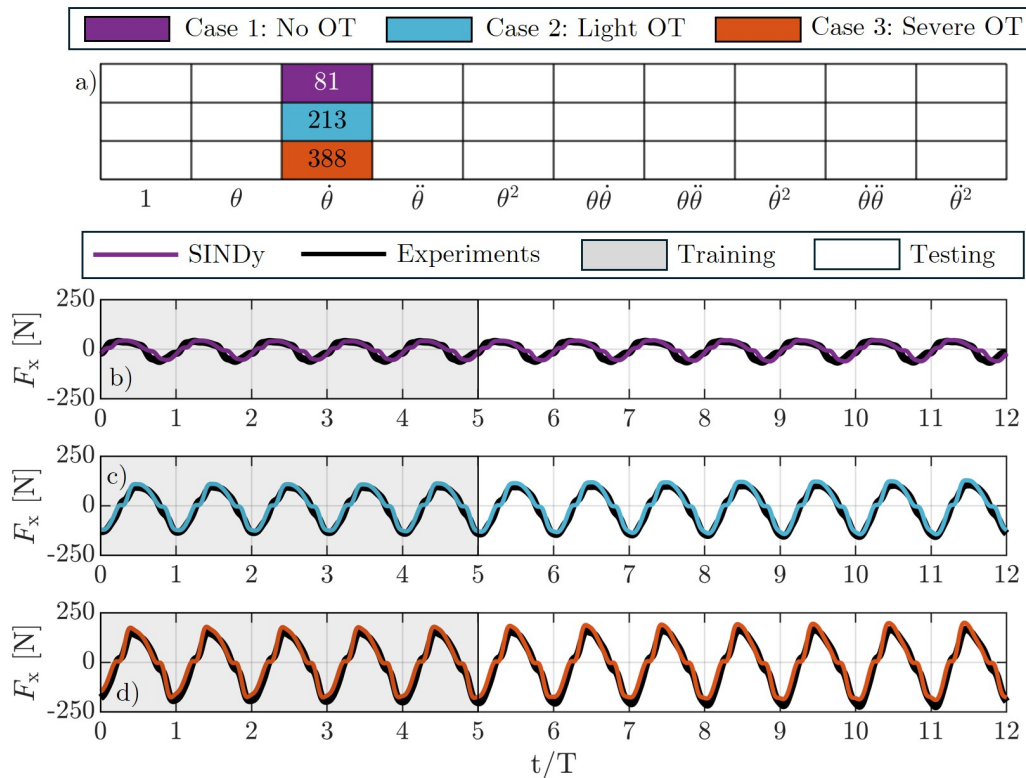 Case 1: No OT Case 2: Light OT Case 3: Severe OT
a)
81
213
388
1 θ θ̇ θ̈ θ² θθ̇ θθ̈ θ̇² θ̇θ̈ θ̈²
SINDy Experiments Training Testing
250
0
-250
Fₓ [N]
b)
0 1 2 3 4 5 6 7 8 9 10 11 12
250
0
-250
Fₓ [N]
c)
0 1 2 3 4 5 6 7 8 9 10 11 12
250
0
-250
Fₓ [N]
d)
0 1 2 3 4 5 6 7 8 9 10 11 12
t/T